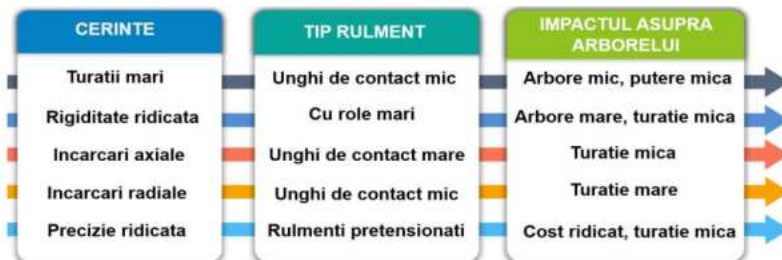 CERINTE
TIP RULMENT
IMPACTUL ASUPRA
ARBORELUI
Turatii mari
Unghi de contact mic
Arbore mic, putere mica
Rigiditate ridicata
Cu role mari
Arbore mare, turatie mica
Incarcari axiale
Unghi de contact mare
Turatie mica
Incarcari radiale
Unghi de contact mic
Turatie mare
Precizie ridicata
Rulmenti pretensionati
Cost ridicat, turatie mica